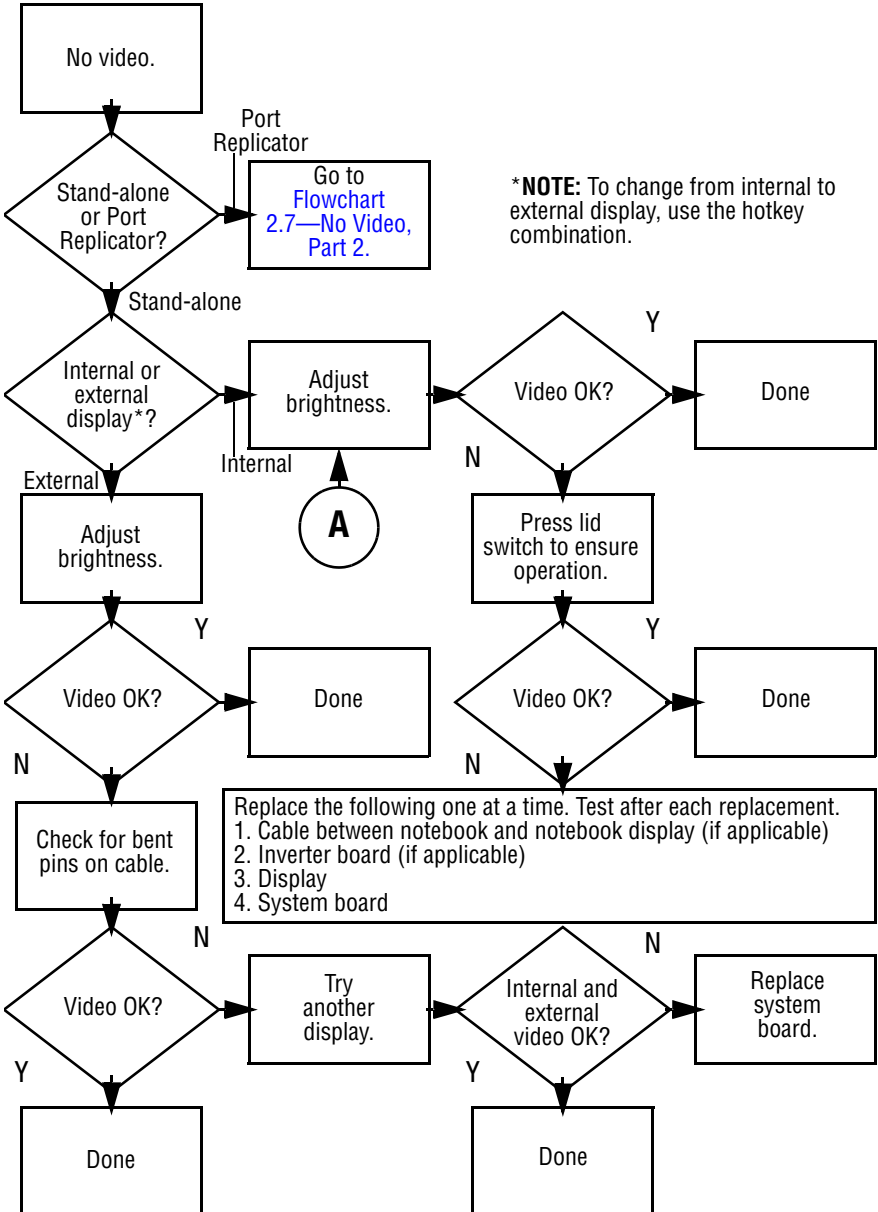 No video.
Port
Replicator
Stand-alone
or Port
Replicator?
Go to
Flowchart
2.7—No Video,
Part 2.
*NOTE: To change from internal to
external display, use the hotkey
combination.
Stand-alone
Internal or
external
display*?
Internal
External
Adjust
brightness.
A
Video OK?
Y
Done
N
Press lid
switch to ensure
operation.
Adjust
brightness.
Video OK?
Y
Done
N
Video OK?
Y
Done
N
Check for bent
pins on cable.
Replace the following one at a time. Test after each replacement.
1. Cable between notebook and notebook display (if applicable)
2. Inverter board (if applicable)
3. Display
4. System board
Video OK?
N
Try
another
display.
Internal and
external
video OK?
N
Replace
system
board.
Y
Done
Y
Done